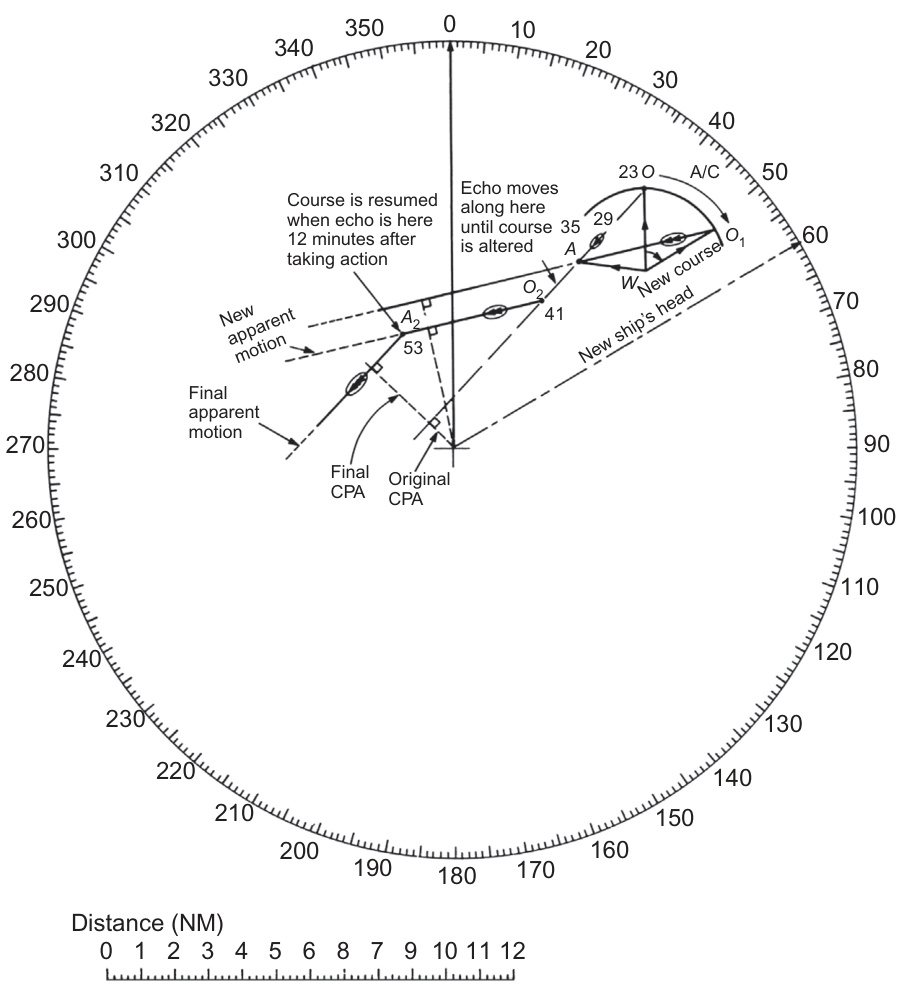 0
10
20
30
40
50
60
70
80
90
100
110
120
130
140
150
160
170
180
190
200
210
220
230
240
250
260
270
280
290
300
310
320
330
340
350
Course is resumed
when echo is here
12 minutes after
taking action
Echo moves
along here
until course
is altered
35
29
23 O
A/C
A
O1
W
New course
New ship's head
O2
41
A2
53
New
apparent
motion
Final
apparent
motion
Final
CPA
Original
CPA
Distance (NM)
0 1 2 3 4 5 6 7 8 9 10 11 12